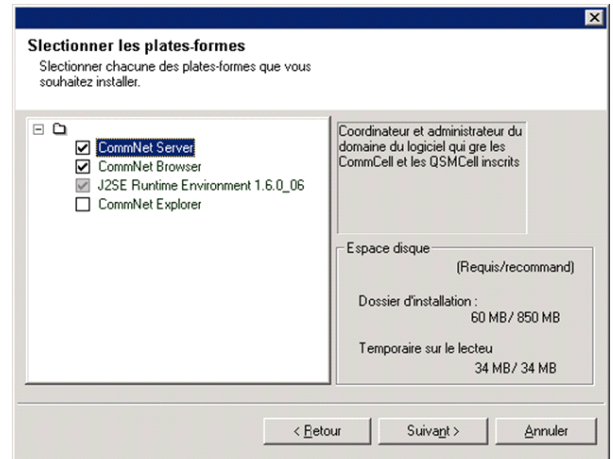 Slectionner les plates-formes
Slectionner chacune des plates-formes que vous
souhaitez installer.
CommNet Server
CommNet Browser
J2SE Runtime Environment 1.6.0_06
CommNet Explorer
Coordinateur et administrateur du
domaine du logiciel qui gre les
CommCell et les QSMCell inscrits
Espace disque
(Requis/recommand)
Dossier d'installation :
60 MB/ 850 MB
Temporaire sur le lecteu
34 MB/ 34 MB
< Retour
Suivant >
Annuler